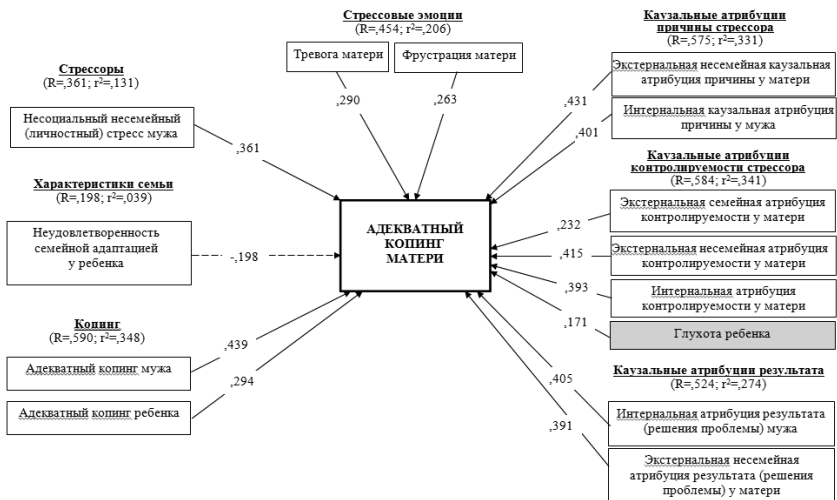 Стрессовые эмоции
(R=,454; r²=,206)
Тревога матери
Фрустрация матери
,290
,263
Стрессоры
(R=,361; r²=,131)
Несоциальный несемейный
(личностный) стресс мужа
,361
Характеристики семьи
(R=,198; r²=,039)
Неудовлетворенность
семейной адаптацией
у ребенка
-,198
Копинг
(R=,590; r²=,348)
Адекватный копинг мужа
,439
Адекватный копинг ребенка
,294
АДЕКВАТНЫЙ
КОПИНГ
МАТЕРИ
Каузальные атрибуции
причины стрессора
(R=,575; r²=,331)
Экстернальная несемейная каузальная
атрибуция причины у матери
,431
Интернальная каузальная атрибуция
причины у мужа
,401
Каузальные атрибуции
контролируемости стрессора
(R=,584; r²=,341)
Экстернальная семейная атрибуция
контролируемости у матери
,232
Экстернальная несемейная атрибуция
контролируемости у матери
,415
Интернальная атрибуция
контролируемости у матери
,393
Глухота ребенка
,171
Каузальные атрибуции результата
(R=,524; r²=,274)
Интернальная атрибуция результата
(решения проблемы) мужа
,405
Экстернальная несемейная
атрибуция результата (решения
проблемы) у матери
,391